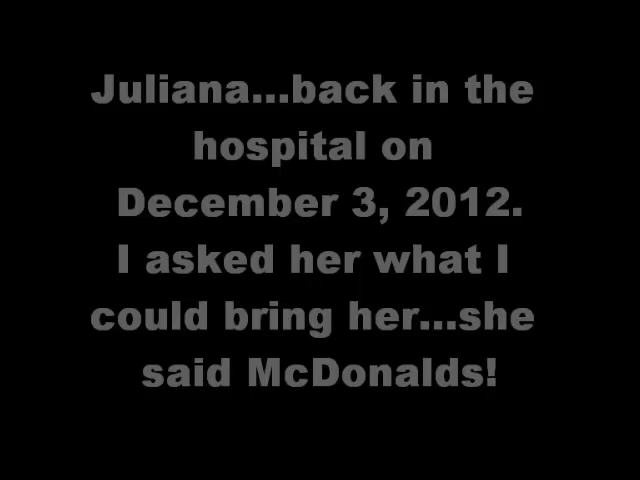 Juliana...back in the
hospital on
December 3, 2012.
I asked her what I
could bring her...she
said McDonalds!